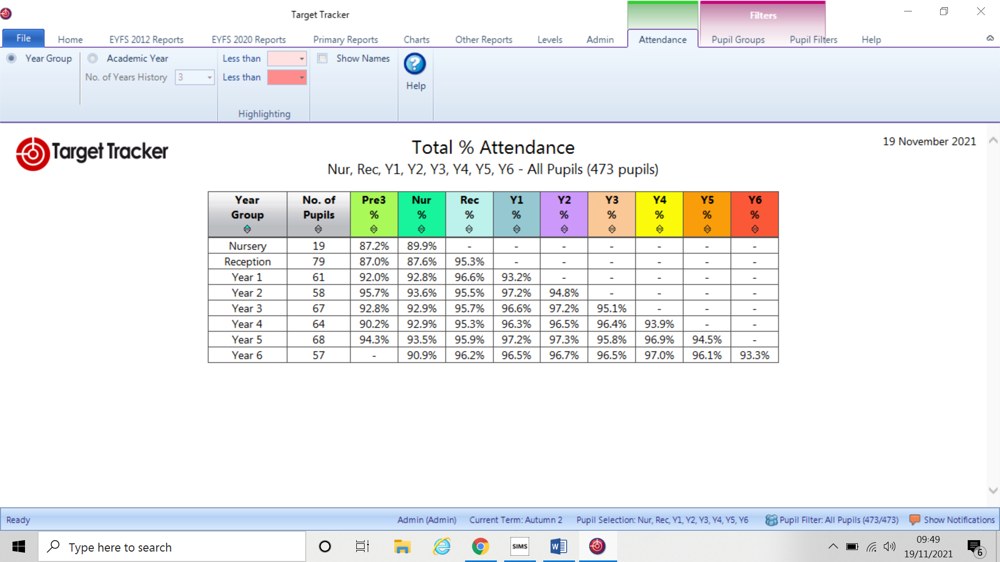 Target Tracker
Filters
File Home EYFS 2012 Reports EYFS 2020 Reports Primary Reports Charts Other Reports Levels Admin Attendance Pupil Groups Pupil Filters Help
Year Group Academic Year Less than Show Names
No. of Years History 3 Less than
Help
Highlighting
Target Tracker
Total % Attendance
19 November 2021
Nur, Rec, Y1, Y2, Y3, Y4, Y5, Y6 - All Pupils (473 pupils)
Year No. of Pre3 Nur Rec Y1 Y2 Y3 Y4 Y5 Y6
Group Pupils % % % % % % % % %
Nursery 19 87.2% 89.9% - - - - - - -
Reception 79 87.0% 87.6% 95.3% - - - - - -
Year 1 61 92.0% 92.8% 96.6% 93.2% - - - - -
Year 2 58 95.7% 93.6% 95.5% 97.2% 94.8% - - - -
Year 3 67 92.8% 92.9% 95.7% 96.6% 97.2% 95.1% - - -
Year 4 64 90.2% 92.9% 95.3% 96.3% 96.5% 96.4% 93.9% - -
Year 5 68 94.3% 93.5% 95.9% 97.2% 97.3% 95.8% 96.9% 94.5% -
Year 6 57 - 90.9% 96.2% 96.5% 96.7% 96.5% 97.0% 96.1% 93.3%
Ready Admin (Admin) Current Term: Autumn 2 Pupil Selection: Nur, Rec, Y1, Y2, Y3, Y4, Y5, Y6 Pupil Filter: All Pupils (473/473) Show Notifications
Type here to search
SIMS
W
09:49
19/11/2021
6